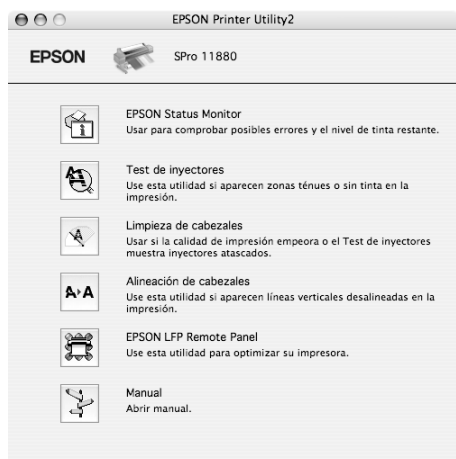 EPSON Printer Utility2
EPSON
SPro 11880
EPSON Status Monitor
Usar para comprobar posibles errores y el nivel de tinta restante.
Test de inyectores
Use esta utilidad si aparecen zonas ténues o sin tinta en la
impresión.
Limpieza de cabezales
Usar si la calidad de impresión empeora o el Test de inyectores
muestra inyectores atascados.
Alineación de cabezales
Use esta utilidad si aparecen líneas verticales desalineadas en la
impresión.
EPSON LFP Remote Panel
Use esta utilidad para optimizar su impresora.
Manual
Abrir manual.